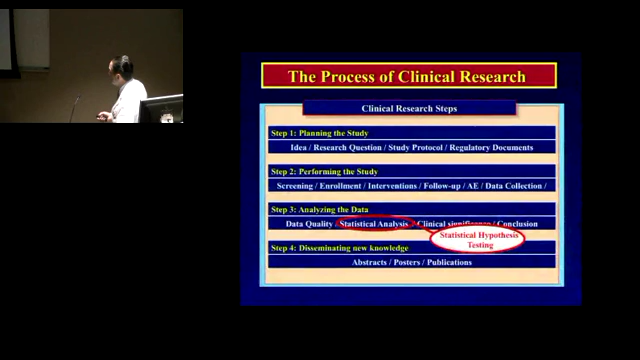 The Process of Clinical Research
Clinical Research Steps
Step 1: Planning the Study
Idea / Research Question / Study Protocol / Regulatory Documents
Step 2: Performing the Study
Screening / Enrollment / Interventions / Follow-up / AE / Data Collection /
Step 3: Analyzing the Data
Data Quality / Statistical Analysis / Clinical significance / Conclusion
Statistical Hypothesis
Testing
Step 4: Disseminating new knowledge
Abstracts / Posters / Publications